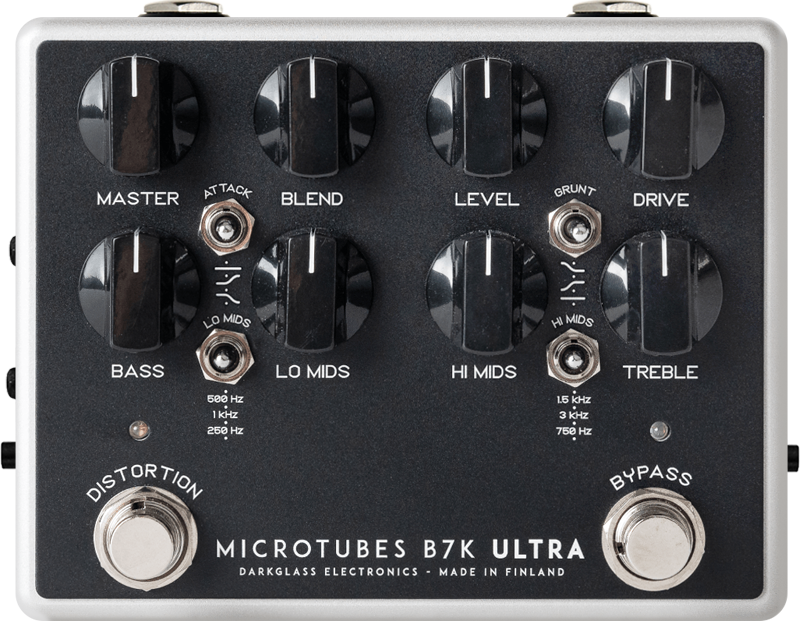 MASTER
ATTACK
BLEND
LEVEL
GRUNT
DRIVE
BASS
LO MIDS
LO MIDS
HI MIDS
HI MIDS
TREBLE
500 Hz
1 kHz
250 Hz
1.5 kHz
3 kHz
750 Hz
DISTORTION
BYPASS
MICROTUBES B7K ULTRA
DARKGLASS ELECTRONICS - MADE IN FINLAND